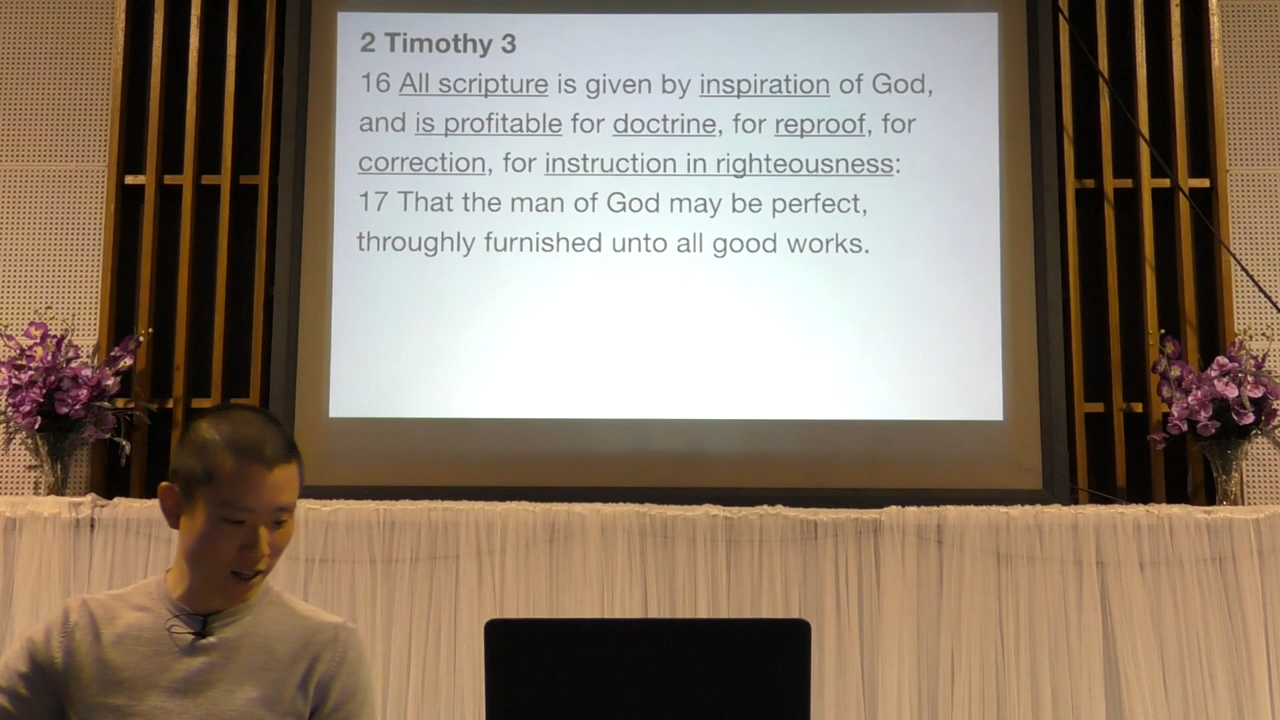 2 Timothy 3
16 All scripture is given by inspiration of God,
and is profitable for doctrine, for reproof, for
correction, for instruction in righteousness:
17 That the man of God may be perfect,
throughly furnished unto all good works.